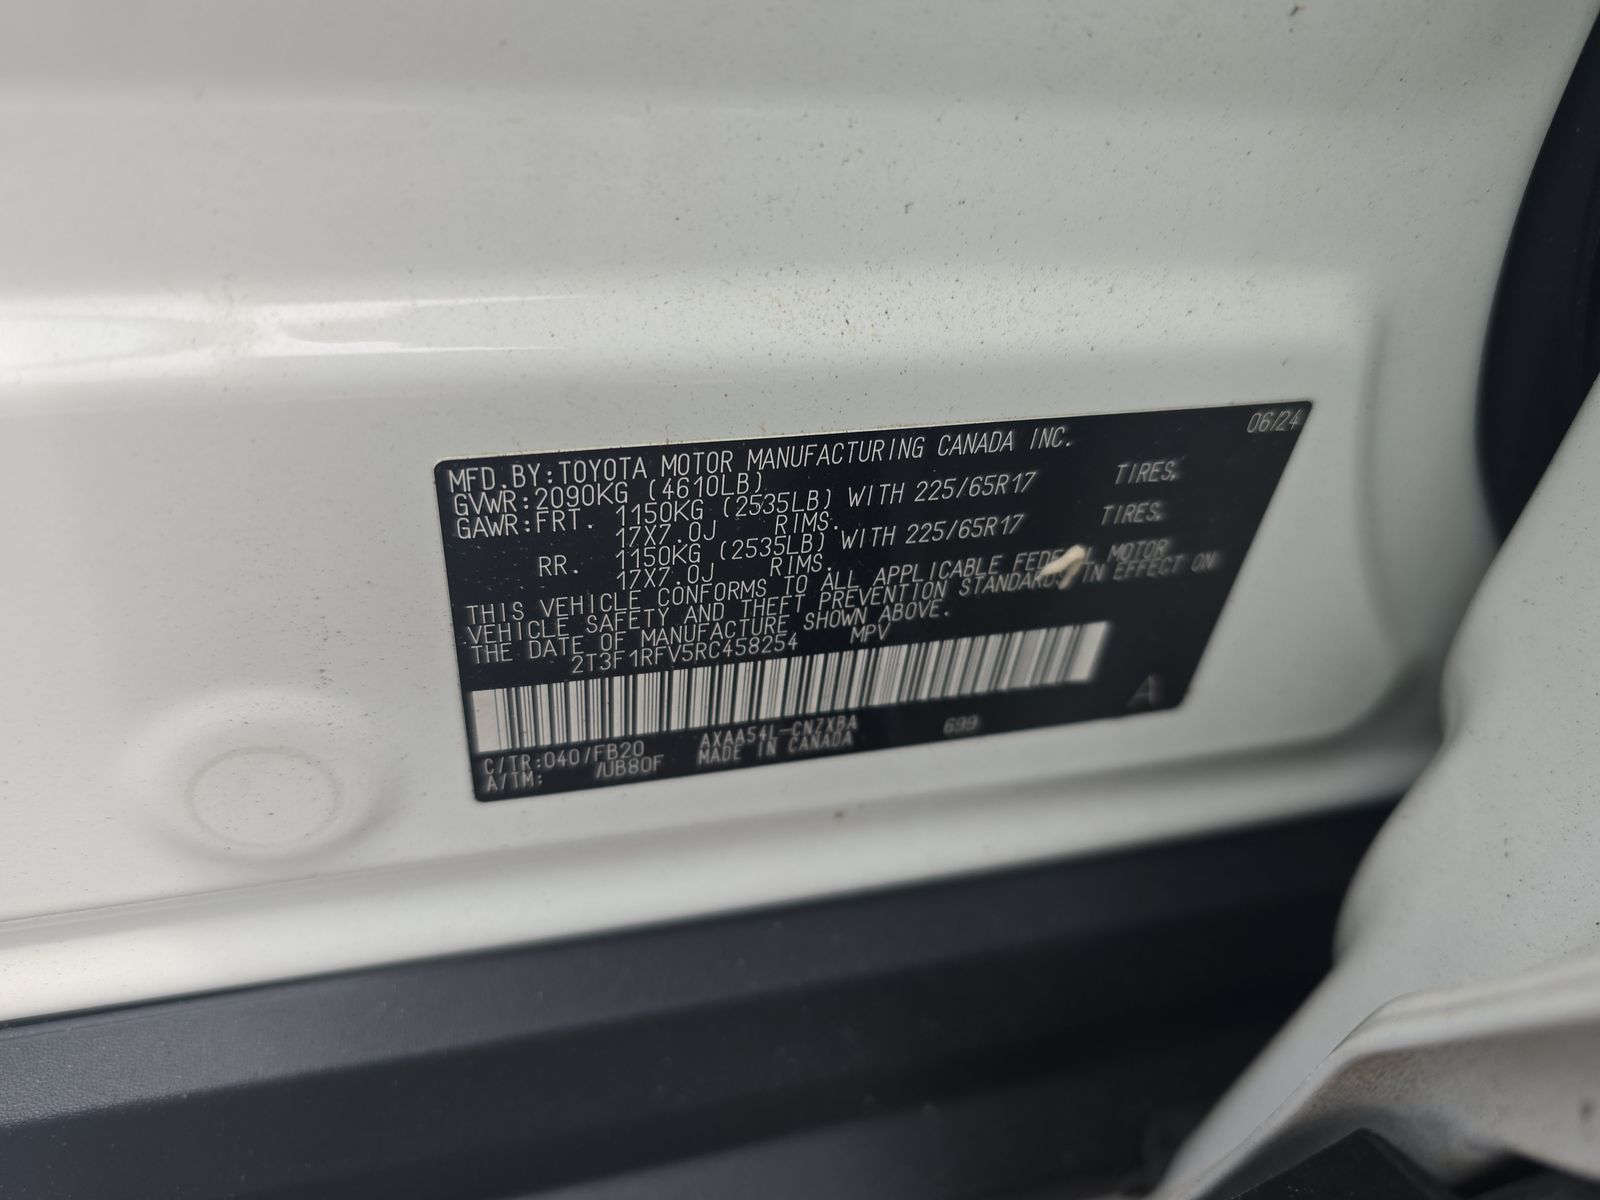 06/24
MFD.BY:TOYOTA MOTOR MANUFACTURING CANADA INC.
GVWR:2090KG (4610LB)
GAWR:FRT. 1150KG (2535LB) WITH 225/65R17 TIRES,
17X7.0J RIMS.
RR. 1150KG (2535LB) WITH 225/65R17 TIRES,
17X7.0J RIMS.
THIS VEHICLE CONFORMS TO ALL APPLICABLE FEDERAL MOTOR
VEHICLE SAFETY AND THEFT PREVENTION STANDARDS IN EFFECT ON
THE DATE OF MANUFACTURE SHOWN ABOVE.
2T3F1RFV5RC458254 MPV
C/TR:040/FB20 AXAA54L-CNZXBA 699 A
A/TM: /UB80F MADE IN CANADA